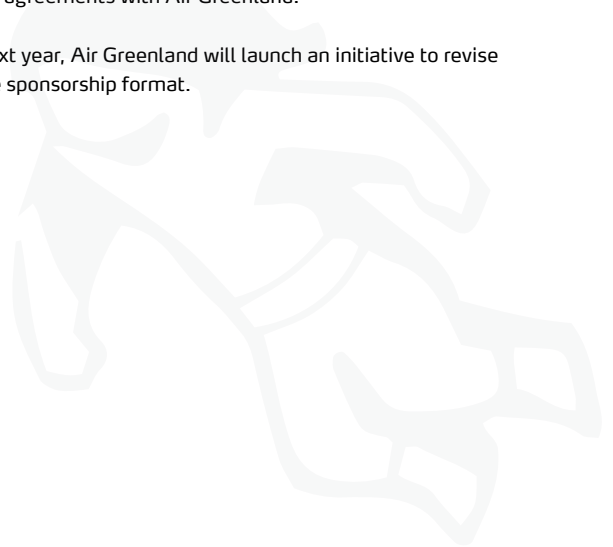 agreements with Air Greenland.
xt year, Air Greenland will launch an initiative to revise
sponsorship format.